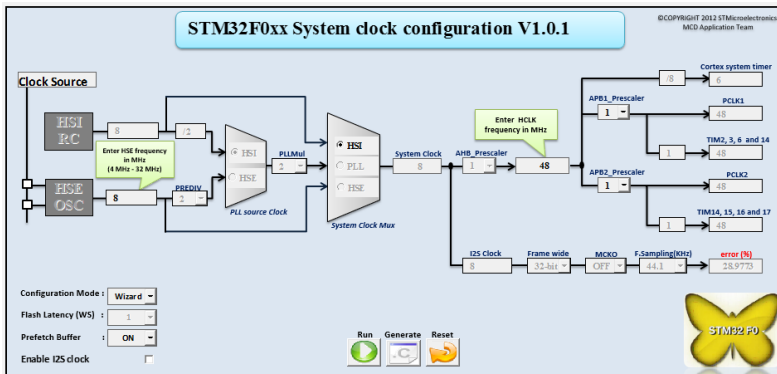 STM32F0xx System clock configuration V1.0.1
©COPYRIGHT 2012 STMicroelectronics
MCD Application Team
Clock Source
Cortex system timer
/8
6
HSI
RC
8
/2
Enter HSE frequency
in MHz
(4 MHz - 32 MHz)
HSE
OSC
8
PREDIV
2
HSI
HSE
PLL source Clock
PLLMul
2
HSI
PLL
HSE
System Clock Mux
System Clock
8
AHB_Prescaler
1
Enter HCLK
frequency in MHz
48
APB1_Prescaler
1
PCLK1
48
TIM2, 3, 6 and 14
1
48
APB2_Prescaler
1
PCLK2
48
TIM14, 15, 16 and 17
1
48
I2S Clock
8
Frame wide
32-bit
MCKO
OFF
F.Sampling(KHz)
44.1
error (%)
28.9773
Configuration Mode :
Wizard
Flash Latency (WS) :
1
Prefetch Buffer :
ON
Enable I2S clock
Run
Generate
.C
Reset
STM32 F0